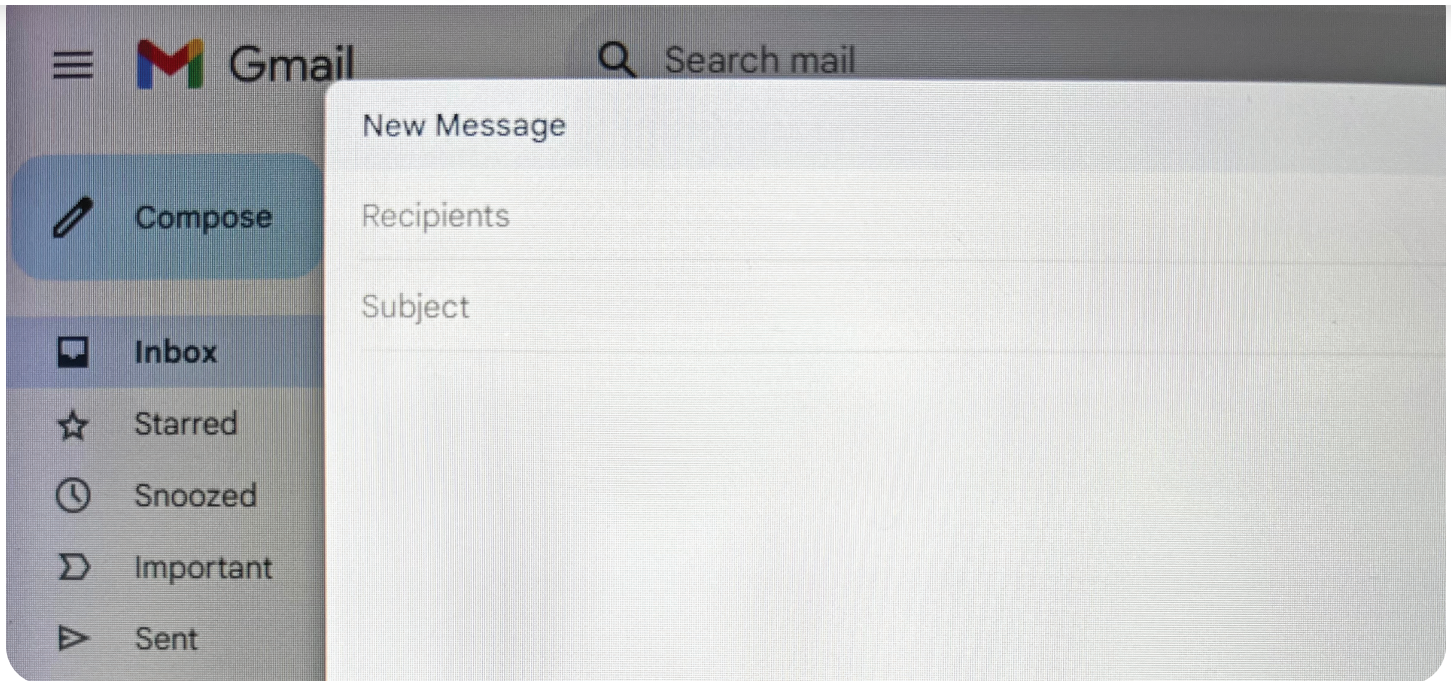 Gmail
Search mail
New Message
Compose
Recipients
Subject
Inbox
Starred
Snoozed
Important
Sent